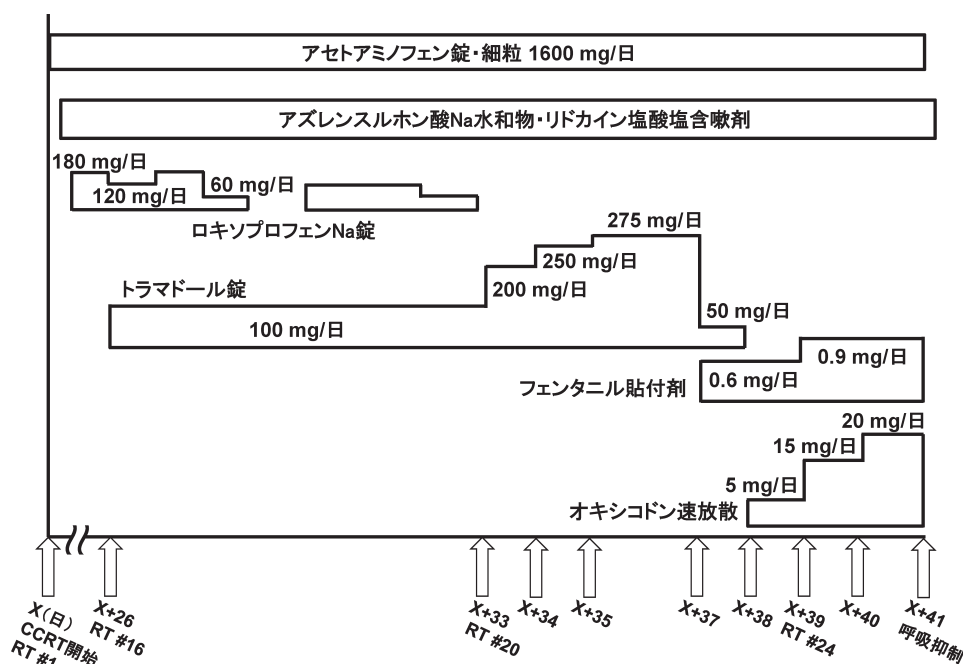 アセトアミノフェン錠・細粒 1600 mg/日
アズレンスルホン酸Na水和物・リドカイン塩酸塩含嗽剤
180 mg/日
120 mg/日
60 mg/日
ロキソプロフェンNa錠
275 mg/日
250 mg/日
200 mg/日
トラマドール錠
100 mg/日
50 mg/日
0.9 mg/日
0.6 mg/日
フェンタニル貼付剤
20 mg/日
15 mg/日
5 mg/日
オキシコドン速放散
X(日)
CCRT開始
RT #1
X+26
RT #16
X+33
RT #20
X+34
X+35
X+37
X+38
X+39
RT #24
X+40
X+41
呼吸抑制